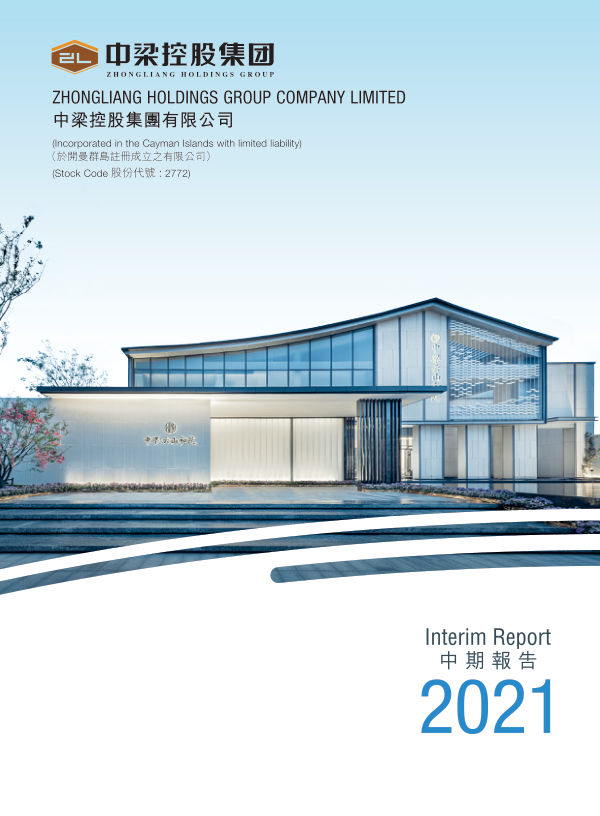 中梁控股集团
ZHONGLIANG HOLDINGS GROUP
ZHONGLIANG HOLDINGS GROUP COMPANY LIMITED
中梁控股集團有限公司
(Incorporated in the Cayman Islands with limited liability)
(於開曼群島註冊成立之有限公司)
(Stock Code 股份代號 : 2772)
Interim Report
中期報告
2021